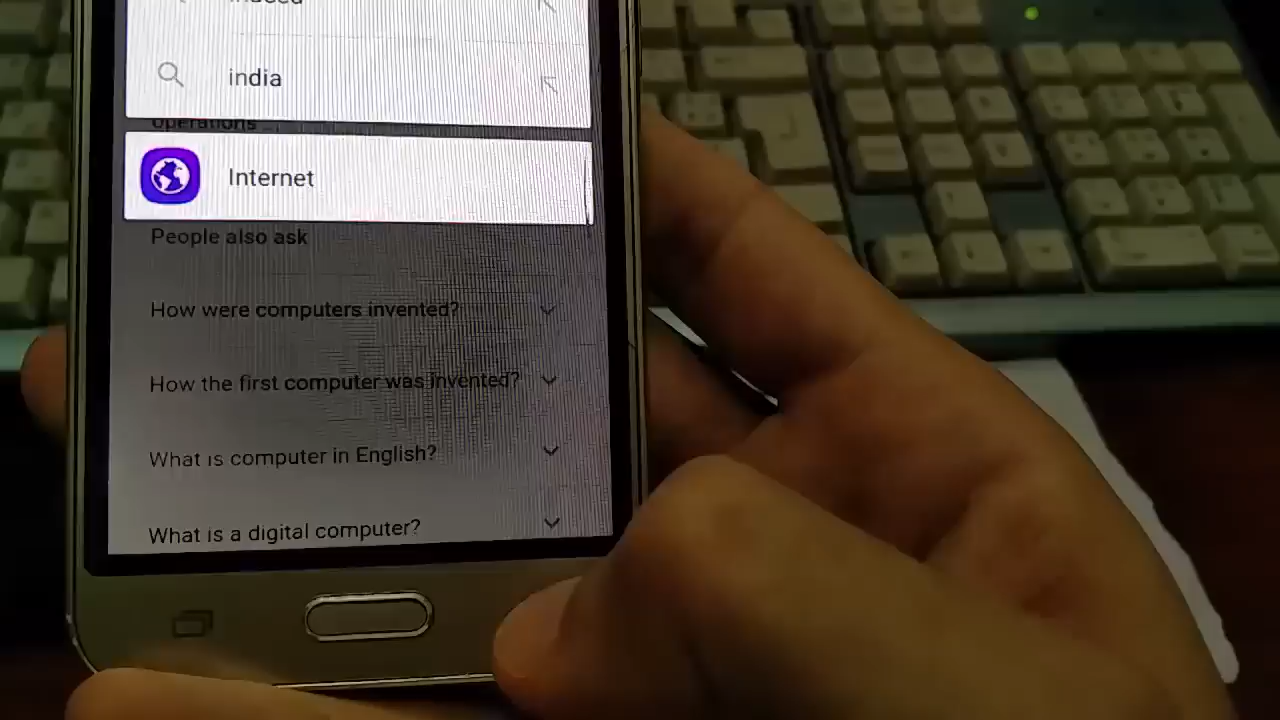 india
operations
Internet
People also ask
How were computers invented?
How the first computer was invented?
What is computer in English?
What is a digital computer?